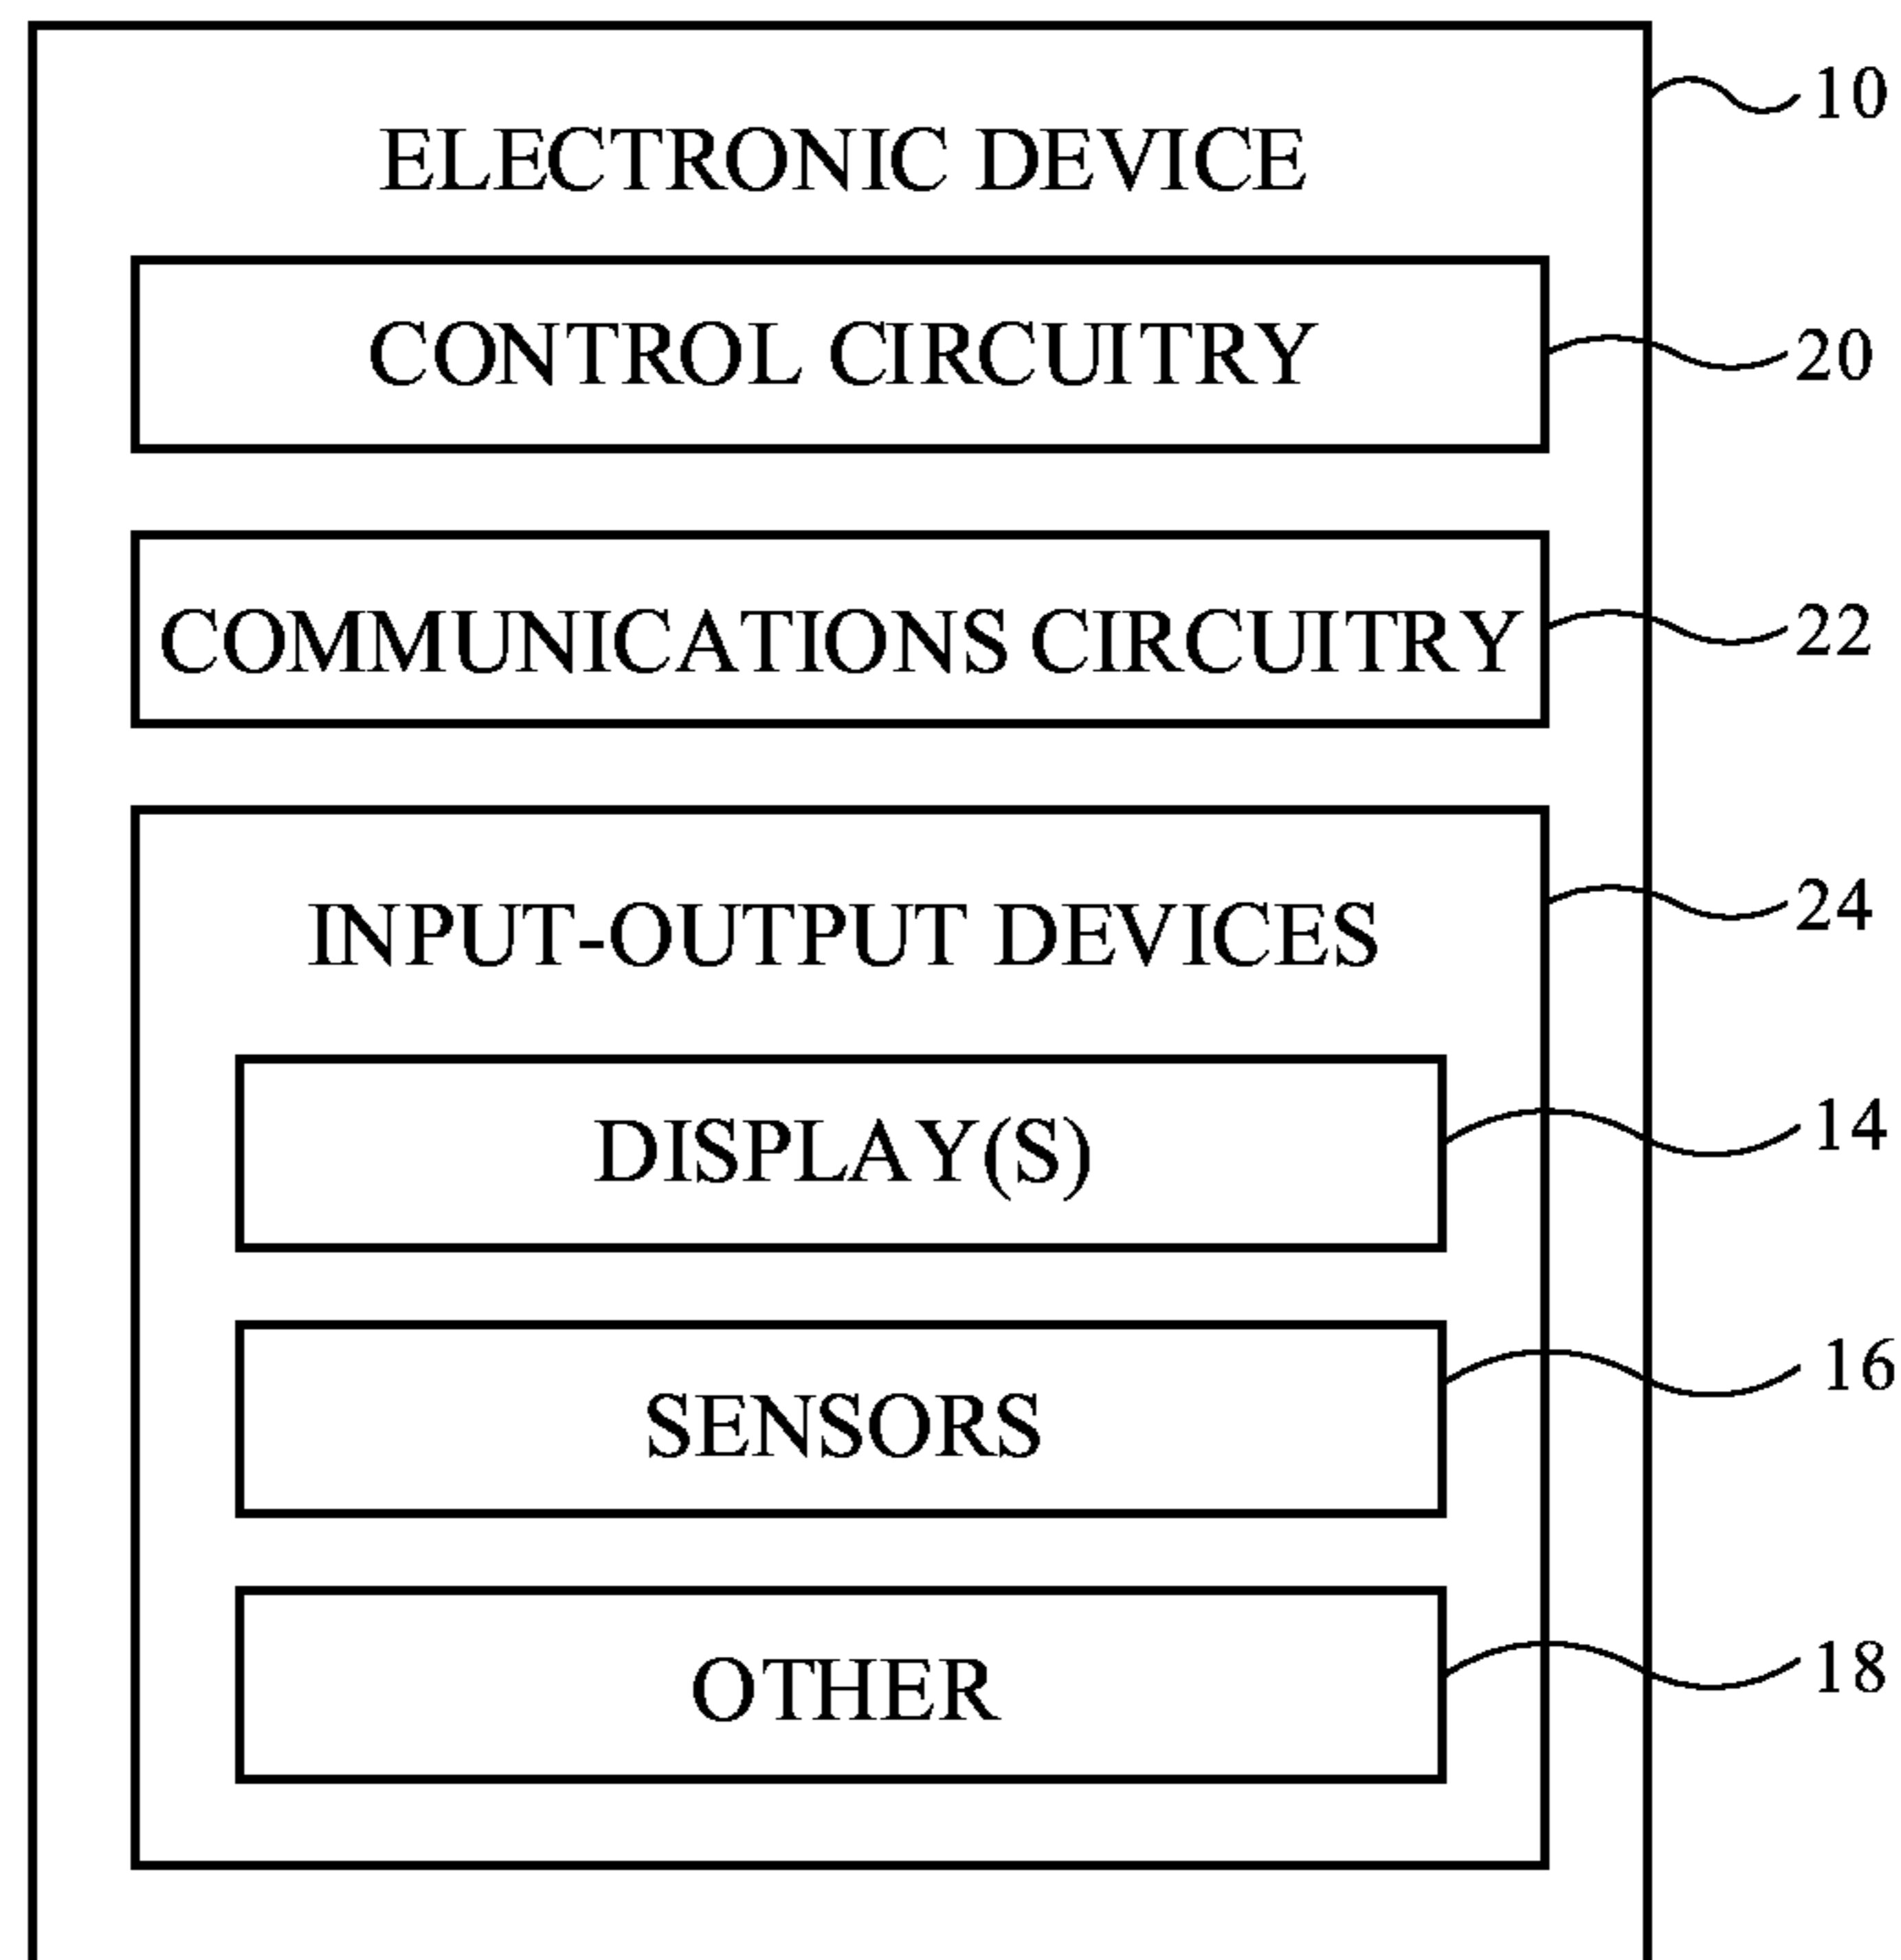 ELECTRONIC DEVICE
10
CONTROL CIRCUITRY
20
COMMUNICATIONS CIRCUITRY
22
INPUT-OUTPUT DEVICES
24
DISPLAY(S)
14
SENSORS
16
OTHER
18